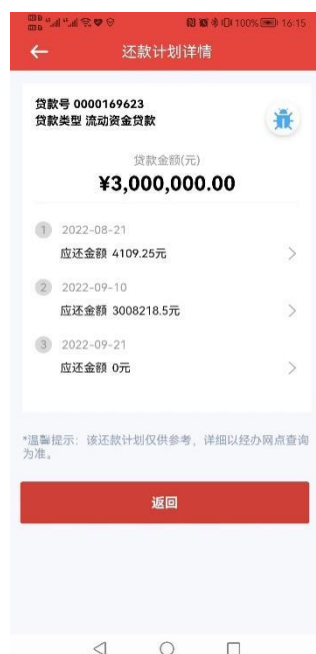 100% 16:15
还款计划详情
贷款号 0000169623
贷款类型 流动资金贷款
贷款金额(元)
¥3,000,000.00
1 2022-08-21
应还金额 4109.25元
2 2022-09-10
应还金额 3008218.5元
3 2022-09-21
应还金额 0元
*温馨提示：该还款计划仅供参考，详细以经办网点查询
为准。
返回